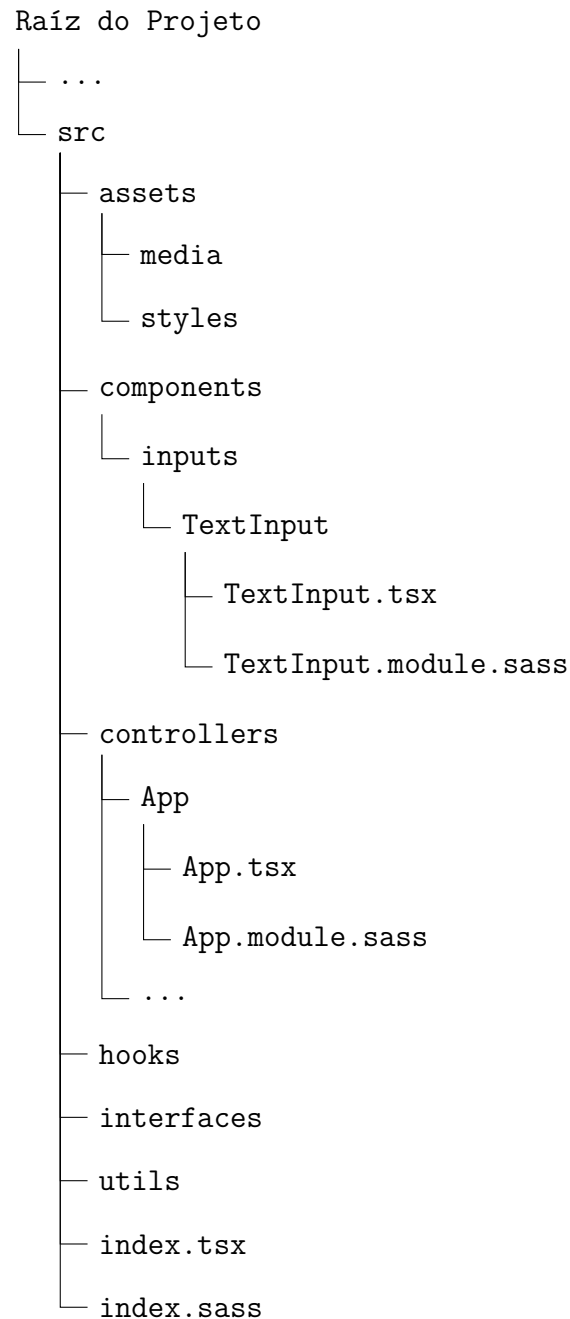 Raíz do Projeto
...
src
assets
media
styles
components
inputs
TextInput
TextInput.tsx
TextInput.module.sass
controllers
App
App.tsx
App.module.sass
...
hooks
interfaces
utils
index.tsx
index.sass